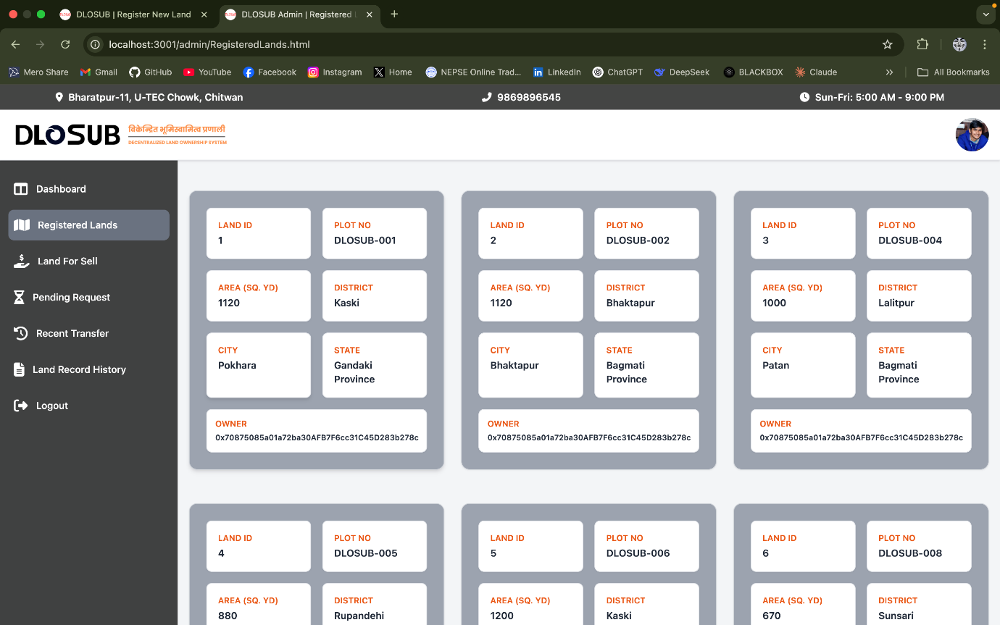 DLOSUB | Register New Land
DLOSUB Admin | Registered
localhost:3001/admin/RegisteredLands.html
Mero Share
Gmail
GitHub
YouTube
Facebook
Instagram
Home
NEPSE Online Trad...
LinkedIn
ChatGPT
DeepSeek
BLACKBOX
Claude
All Bookmarks
Bharatpur-11, U-TEC Chowk, Chitwan
9869896545
Sun-Fri: 5:00 AM - 9:00 PM
DLOSUB
विकेन्द्रित भूमिस्वामित्व प्रणाली
DECENTRALIZED LAND OWNERSHIP SYSTEM
Dashboard
Registered Lands
Land For Sell
Pending Request
Recent Transfer
Land Record History
Logout
LAND ID
1
PLOT NO
DLOSUB-001
AREA (SQ. YD)
1120
DISTRICT
Kaski
CITY
Pokhara
STATE
Gandaki
Province
OWNER
0x70875085a01a72ba30AFB7F6cc31C45D283b278c
LAND ID
2
PLOT NO
DLOSUB-002
AREA (SQ. YD)
1120
DISTRICT
Bhaktapur
CITY
Bhaktapur
STATE
Bagmati
Province
OWNER
0x70875085a01a72ba30AFB7F6cc31C45D283b278c
LAND ID
3
PLOT NO
DLOSUB-004
AREA (SQ. YD)
1000
DISTRICT
Lalitpur
CITY
Patan
STATE
Bagmati
Province
OWNER
0x70875085a01a72ba30AFB7F6cc31C45D283b278c
LAND ID
4
PLOT NO
DLOSUB-005
AREA (SQ. YD)
880
DISTRICT
Rupandehi
LAND ID
5
PLOT NO
DLOSUB-006
AREA (SQ. YD)
1200
DISTRICT
Kaski
LAND ID
6
PLOT NO
DLOSUB-008
AREA (SQ. YD)
670
DISTRICT
Sunsari